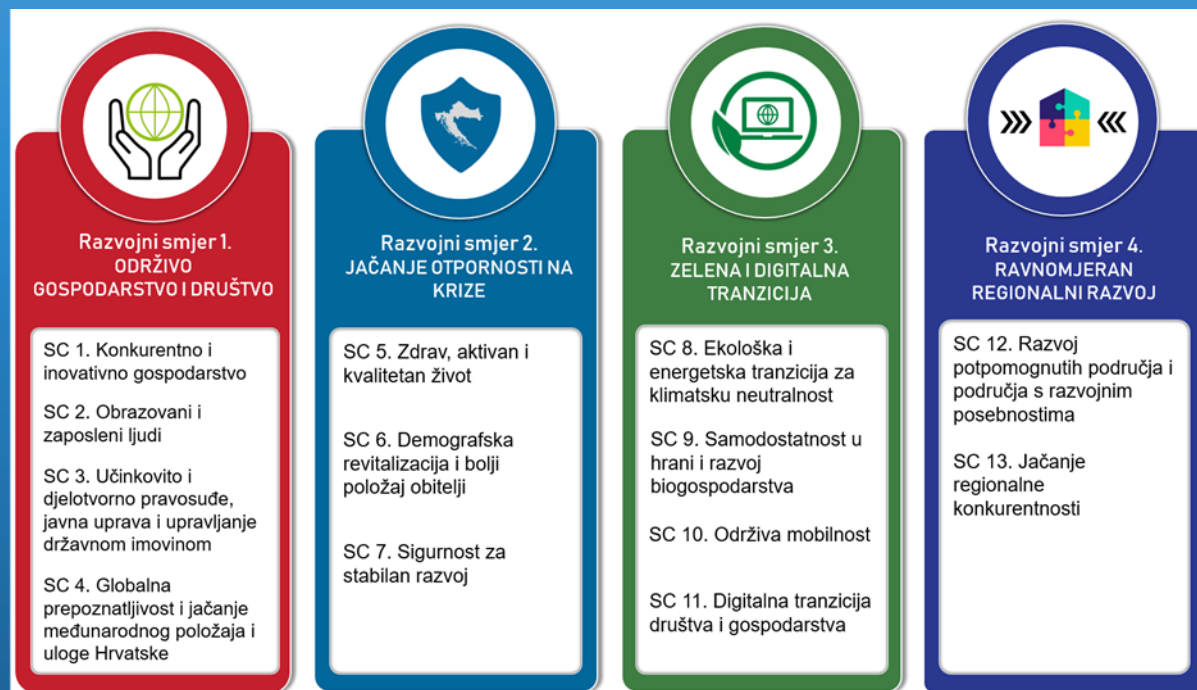 Razvojni smjer 1.
ODRŽIVO
GOSPODARSTVO I DRUŠTVO
SC 1. Konkurentno i
inovativno gospodarstvo
SC 2. Obrazovani i
zaposleni ljudi
SC 3. Učinkovito i
djelotvorno pravosuđe,
javna uprava i upravljanje
državnom imovinom
SC 4. Globalna
prepoznatljivost i jačanje
međunarodnog položaja i
uloge Hrvatske
Razvojni smjer 2.
JAČANJE OTPORNOSTI NA
KRIZE
SC 5. Zdrav, aktivan i
kvalitetan život
SC 6. Demografska
revitalizacija i bolji
položaj obitelji
SC 7. Sigurnost za
stabilan razvoj
Razvojni smjer 3.
ZELENA I DIGITALNA
TRANZICIJA
SC 8. Ekološka i
energetska tranzicija za
klimatsku neutralnost
SC 9. Samodostatnost u
hrani i razvoj
biogospodarstva
SC 10. Održiva mobilnost
SC 11. Digitalna tranzicija
društva i gospodarstva
Razvojni smjer 4.
RAVNOMJERAN
REGIONALNI RAZVOJ
SC 12. Razvoj
potpomognutih područja i
područja s razvojnim
posebnostima
SC 13. Jačanje
regionalne
konkurentnosti